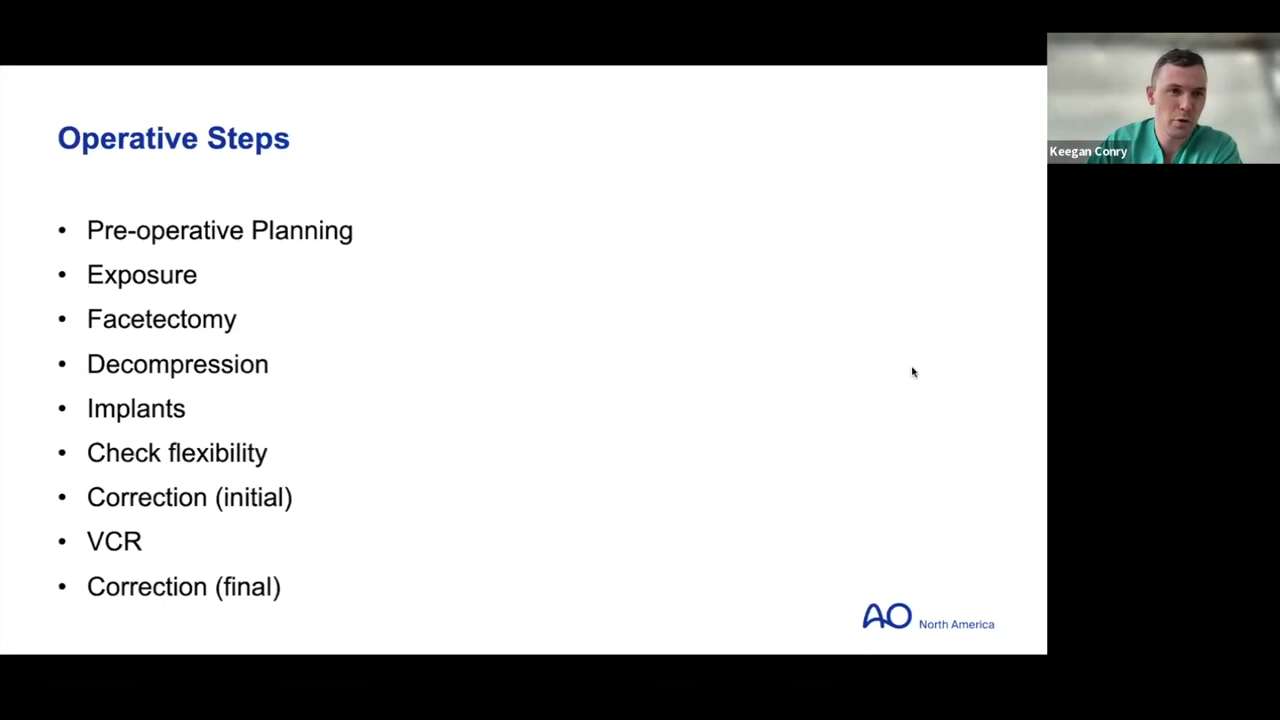 Operative Steps
• Pre-operative Planning
• Exposure
• Facetectomy
• Decompression
• Implants
• Check flexibility
• Correction (initial)
• VCR
• Correction (final)
AO North America
Keegan Conry